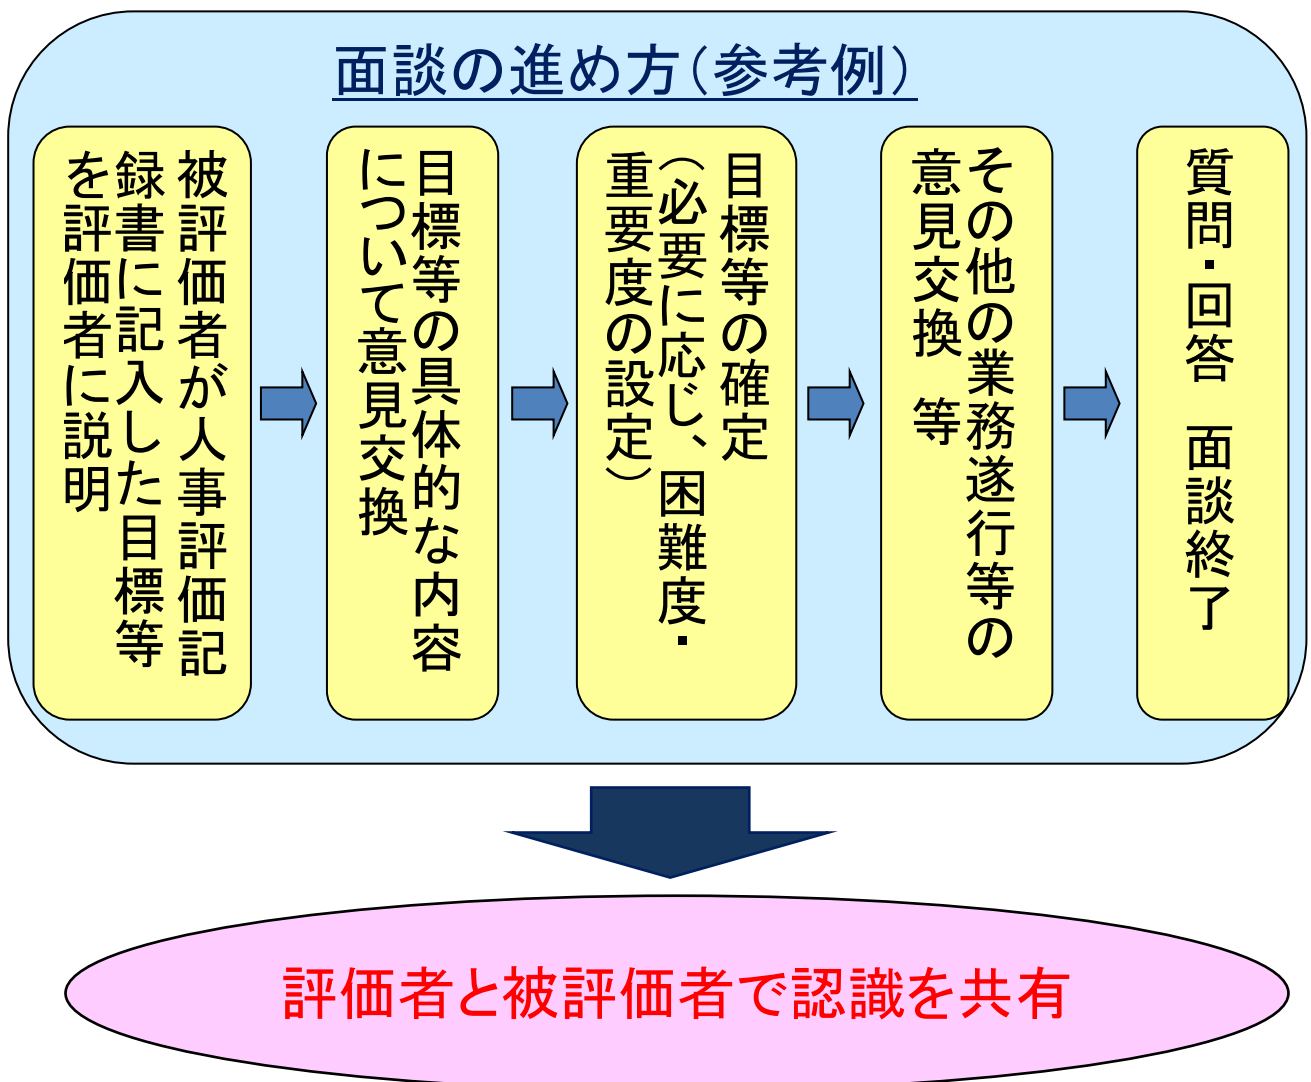 面談の進め方（参考例）
被評価者が人事評価記
録書に記入した目標等
を評価者に説明
目標等の具体的な内容
について意見交換
目標等の確定
（必要に応じ、困難度・
重要度の設定）
その他の業務遂行等の
意見交換　等
質問・回答　面談終了
評価者と被評価者で認識を共有